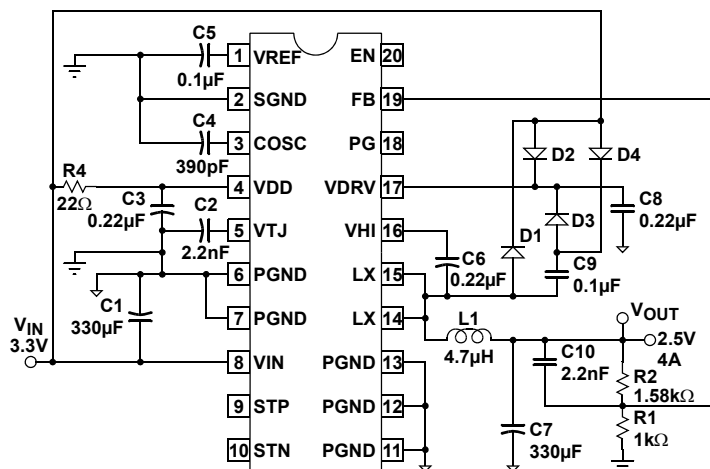 C5
0.1µF
1 VREF
EN 20
2 SGND
FB 19
C4
390pF
3 COSC
PG 18
D2
D4
R4
22Ω
C3
0.22µF
4 VDD
VDRV 17
C8
0.22µF
C2
2.2nF
5 VTJ
VHI 16
D1
D3
C6
0.22µF
C9
0.1µF
6 PGND
LX 15
C1
330µF
7 PGND
LX 14
VOUT
L1
4.7µH
2.5V
4A
VIN
3.3V
8 VIN
PGND 13
C10
2.2nF
R2
1.58kΩ
9 STP
PGND 12
R1
1kΩ
C7
330µF
10 STN
PGND 11